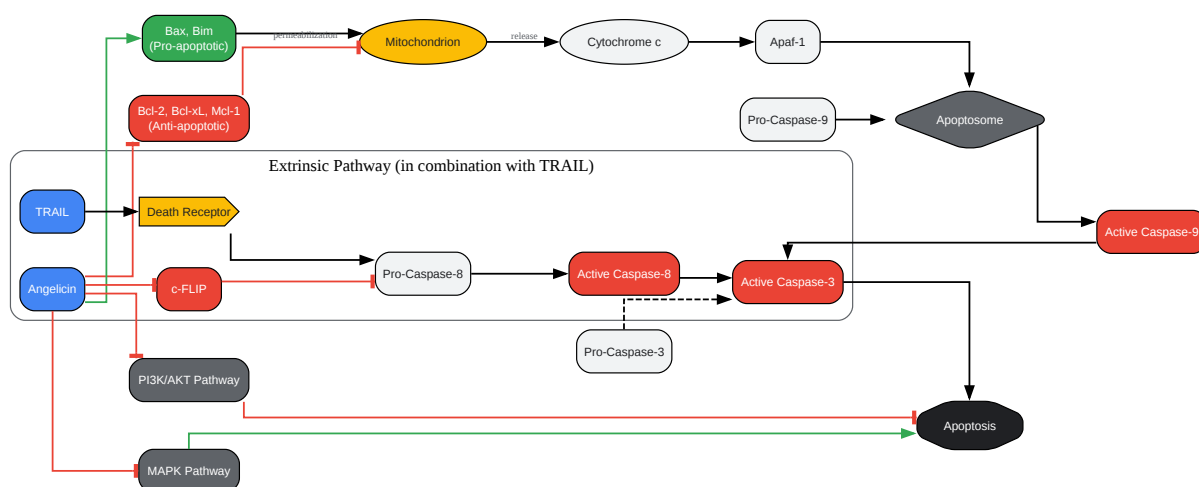 Bax, Bim
(Pro-apoptotic)
permeabilization
Mitochondrion
release
Cytochrome c
Apaf-1
Bcl-2, Bcl-xL, Mcl-1
(Anti-apoptotic)
Pro-Caspase-9
Apoptosome
Extrinsic Pathway (in combination with TRAIL)
TRAIL
Death Receptor
Active Caspase-9
Pro-Caspase-8
Active Caspase-8
Active Caspase-3
Angelicin
c-FLIP
Pro-Caspase-3
PI3K/AKT Pathway
Apoptosis
MAPK Pathway